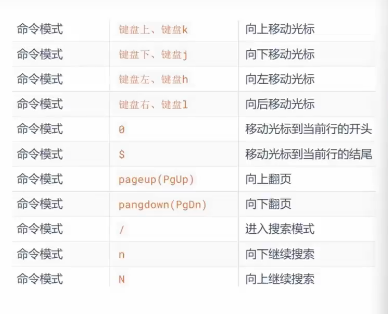 命令模式 键盘上、键盘k 向上移动光标
命令模式 键盘下、键盘j 向下移动光标
命令模式 键盘左、键盘h 向左移动光标
命令模式 键盘右、键盘l 向后移动光标
命令模式 0 移动光标到当前行的开头
命令模式 $ 移动光标到当前行的结尾
命令模式 pageup(PgUp) 向上翻页
命令模式 pangdown(PgDn) 向下翻页
命令模式 / 进入搜索模式
命令模式 n 向下继续搜索
命令模式 N 向上继续搜索